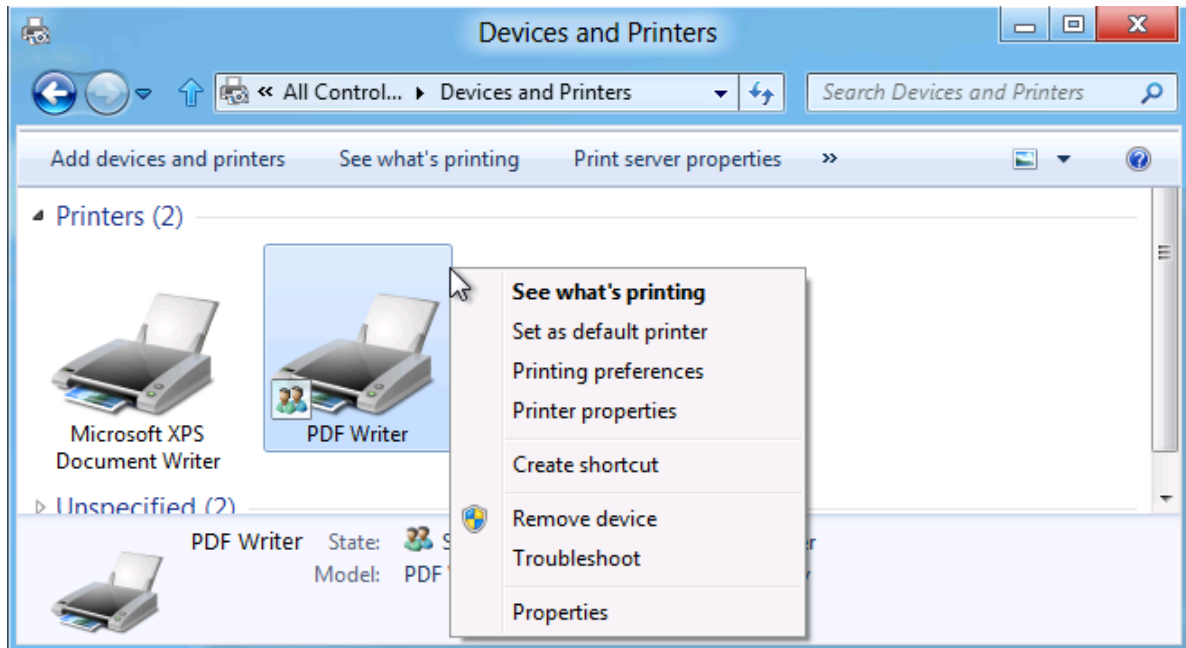 Devices and Printers
« All Control... ▸ Devices and Printers
Search Devices and Printers
Add devices and printers See what's printing Print server properties »
Printers (2)
Microsoft XPS
Document Writer
PDF Writer
See what's printing
Set as default printer
Printing preferences
Printer properties
Create shortcut
Remove device
Troubleshoot
Properties
Unspecified (2)
PDF Writer State:
Model: PDF